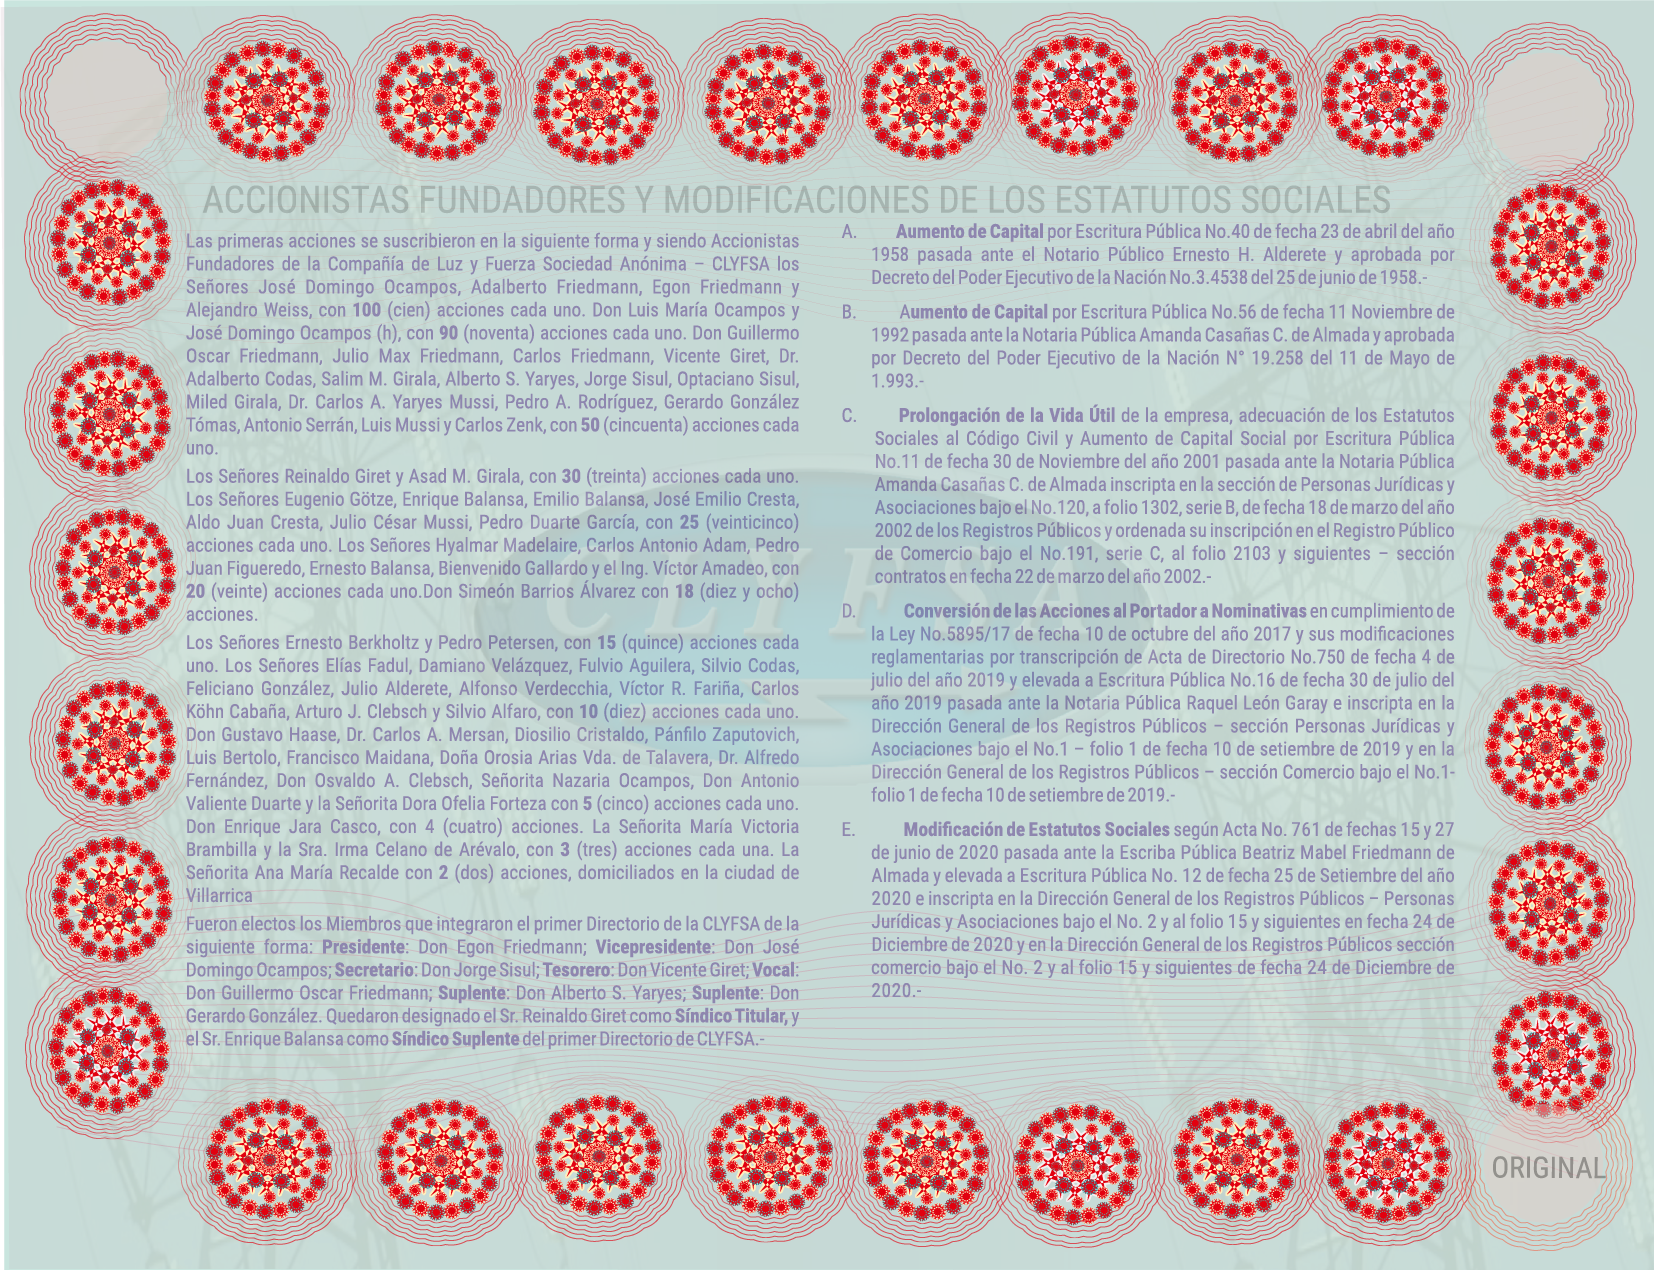 ACCIONISTAS FUNDADORES Y MODIFICACIONES DE LOS ESTATUTOS SOCIALES
Las primeras acciones se suscribieron en la siguiente forma y siendo Accionistas
Fundadores de la Compañía de Luz y Fuerza Sociedad Anónima – CLYFSA los
Señores José Domingo Ocampos, Adalberto Friedmann, Egon Friedmann y
Alejandro Weiss, con 100 (cien) acciones cada uno. Don Luis María Ocampos y
José Domingo Ocampos (h), con 90 (noventa) acciones cada uno. Don Guillermo
Oscar Friedmann, Julio Max Friedmann, Carlos Friedmann, Vicente Giret, Dr.
Adalberto Codas, Salim M. Girala, Alberto S. Yaryes, Jorge Sisul, Optaciano Sisul,
Miled Girala, Dr. Carlos A. Yaryes Mussi, Pedro A. Rodríguez, Gerardo González
Tómas, Antonio Serrán, Luis Mussi y Carlos Zenk, con 50 (cincuenta) acciones cada
uno.
Los Señores Reinaldo Giret y Asad M. Girala, con 30 (treinta) acciones cada uno.
Los Señores Eugenio Götze, Enrique Balansa, Emilio Balansa, José Emilio Cresta,
Aldo Juan Cresta, Julio César Mussi, Pedro Duarte García, con 25 (veinticinco)
acciones cada uno. Los Señores Hyalmar Madelaire, Carlos Antonio Adam, Pedro
Juan Figueredo, Ernesto Balansa, Bienvenido Gallardo y el Ing. Víctor Amadeo, con
20 (veinte) acciones cada uno.Don Simeón Barrios Álvarez con 18 (diez y ocho)
acciones.
Los Señores Ernesto Berkholtz y Pedro Petersen, con 15 (quince) acciones cada
uno. Los Señores Elías Fadul, Damiano Velázquez, Fulvio Aguilera, Silvio Codas,
Feliciano González, Julio Alderete, Alfonso Verdecchia, Víctor R. Fariña, Carlos
Köhn Cabaña, Arturo J. Clebsch y Silvio Alfaro, con 10 (diez) acciones cada uno.
Don Gustavo Haase, Dr. Carlos A. Mersan, Diosilio Cristaldo, Pánfilo Zaputovich,
Luis Bertolo, Francisco Maidana, Doña Orosia Arias Vda. de Talavera, Dr. Alfredo
Fernández, Don Osvaldo A. Clebsch, Señorita Nazaria Ocampos, Don Antonio
Valiente Duarte y la Señorita Dora Ofelia Forteza con 5 (cinco) acciones cada uno.
Don Enrique Jara Casco, con 4 (cuatro) acciones. La Señorita María Victoria
Brambilla y la Sra. Irma Celano de Arévalo, con 3 (tres) acciones cada una. La
Señorita Ana María Recalde con 2 (dos) acciones, domiciliados en la ciudad de
Villarrica
Fueron electos los Miembros que integraron el primer Directorio de la CLYFSA de la
siguiente forma: Presidente: Don Egon Friedmann; Vicepresidente: Don José
Domingo Ocampos; Secretario: Don Jorge Sisul; Tesorero: Don Vicente Giret; Vocal:
Don Guillermo Oscar Friedmann; Suplente: Don Alberto S. Yaryes; Suplente: Don
Gerardo González. Quedaron designado el Sr. Reinaldo Giret como Síndico Titular, y
el Sr. Enrique Balansa como Síndico Suplente del primer Directorio de CLYFSA.-
A. Aumento de Capital por Escritura Pública No.40 de fecha 23 de abril del año
1958 pasada ante el Notario Público Ernesto H. Alderete y aprobada por
Decreto del Poder Ejecutivo de la Nación No.3.4538 del 25 de junio de 1958.-
B. Aumento de Capital por Escritura Pública No.56 de fecha 11 Noviembre de
1992 pasada ante la Notaria Pública Amanda Casañas C. de Almada y aprobada
por Decreto del Poder Ejecutivo de la Nación N° 19.258 del 11 de Mayo de
1.993.-
C. Prolongación de la Vida Útil de la empresa, adecuación de los Estatutos
Sociales al Código Civil y Aumento de Capital Social por Escritura Pública
No.11 de fecha 30 de Noviembre del año 2001 pasada ante la Notaria Pública
Amanda Casañas C. de Almada inscripta en la sección de Personas Jurídicas y
Asociaciones bajo el No.120, a folio 1302, serie B, de fecha 18 de marzo del año
2002 de los Registros Públicos y ordenada su inscripción en el Registro Público
de Comercio bajo el No.191, serie C, al folio 2103 y siguientes – sección
contratos en fecha 22 de marzo del año 2002.-
D. Conversión de las Acciones al Portador a Nominativas en cumplimiento de
la Ley No.5895/17 de fecha 10 de octubre del año 2017 y sus modificaciones
reglamentarias por transcripción de Acta de Directorio No.750 de fecha 4 de
julio del año 2019 y elevada a Escritura Pública No.16 de fecha 30 de julio del
año 2019 pasada ante la Notaria Pública Raquel León Garay e inscripta en la
Dirección General de los Registros Públicos – sección Personas Jurídicas y
Asociaciones bajo el No.1 – folio 1 de fecha 10 de setiembre de 2019 y en la
Dirección General de los Registros Públicos – sección Comercio bajo el No.1-
folio 1 de fecha 10 de setiembre de 2019.-
E. Modificación de Estatutos Sociales según Acta No. 761 de fechas 15 y 27
de junio de 2020 pasada ante la Escriba Pública Beatriz Mabel Friedmann de
Almada y elevada a Escritura Pública No. 12 de fecha 25 de Setiembre del año
2020 e inscripta en la Dirección General de los Registros Públicos – Personas
Jurídicas y Asociaciones bajo el No. 2 y al folio 15 y siguientes en fecha 24 de
Diciembre de 2020 y en la Dirección General de los Registros Públicos sección
comercio bajo el No. 2 y al folio 15 y siguientes de fecha 24 de Diciembre de
2020.-
CLYFSA
ORIGINAL